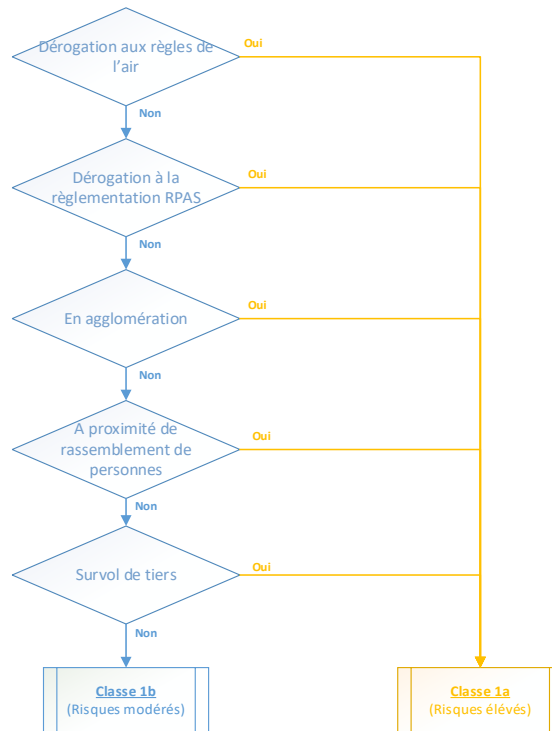 Dérogation aux règles de
l'air
Oui
Non
Dérogation à la
règlementation RPAS
Oui
Non
En agglomération
Oui
Non
A proximité de
rassemblement de
personnes
Oui
Non
Survol de tiers
Oui
Non
Classe 1b
(Risques modérés)
Classe 1a
(Risques élévés)